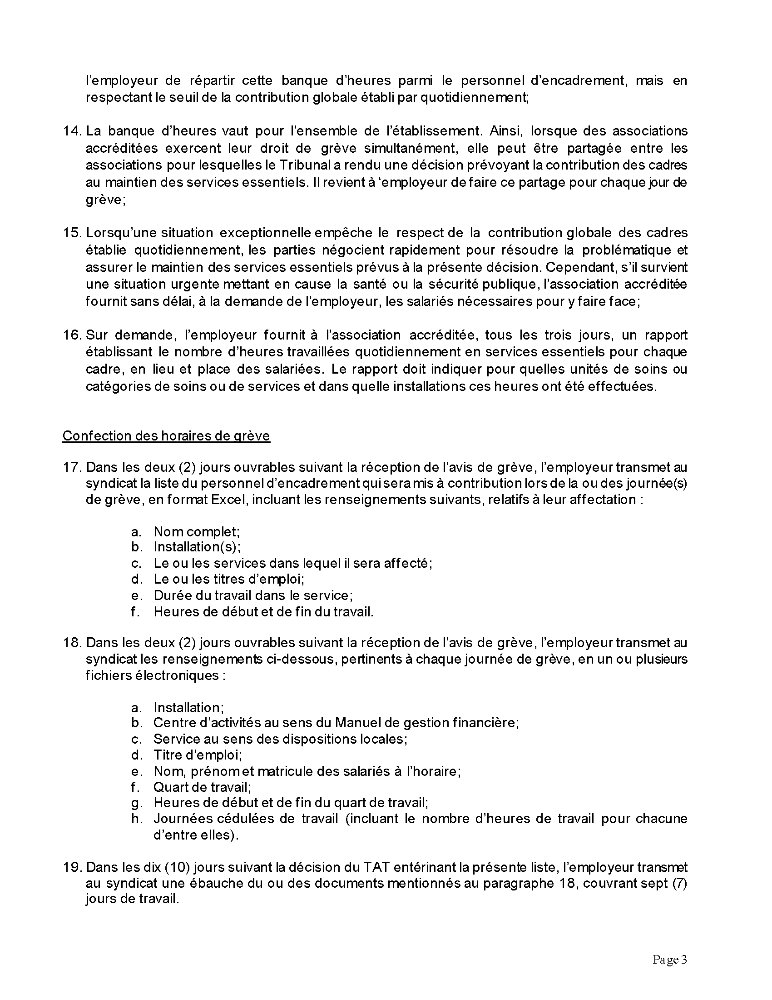 l’employeur de répartir cette banque d’heures parmi le personnel d’encadrement, mais en
respectant le seuil de la contribution globale établi par quotidiennement;
14. La banque d’heures vaut pour l’ensemble de l’établissement. Ainsi, lorsque des associations
accréditées exercent leur droit de grève simultanément, elle peut être partagée entre les
associations pour lesquelles le Tribunal a rendu une décision prévoyant la contribution des cadres
au maintien des services essentiels. Il revient à ‘employeur de faire ce partage pour chaque jour de
grève;
15. Lorsqu’une situation exceptionnelle empêche le respect de la contribution globale des cadres
établie quotidiennement, les parties négocient rapidement pour résoudre la problématique et
assurer le maintien des services essentiels prévus à la présente décision. Cependant, s’il survient
une situation urgente mettant en cause la santé ou la sécurité publique, l’association accréditée
fournit sans délai, à la demande de l’employeur, les salariés nécessaires pour y faire face;
16. Sur demande, l’employeur fournit à l’association accréditée, tous les trois jours, un rapport
établissant le nombre d’heures travaillées quotidiennement en services essentiels pour chaque
cadre, en lieu et place des salariées. Le rapport doit indiquer pour quelles unités de soins ou
catégories de soins ou de services et dans quelle installations ces heures ont été effectuées.
Confection des horaires de grève
17. Dans les deux (2) jours ouvrables suivant la réception de l’avis de grève, l’employeur transmet au
syndicat la liste du personnel d’encadrement qui sera mis à contribution lors de la ou des journée(s)
de grève, en format Excel, incluant les renseignements suivants, relatifs à leur affectation :
a. Nom complet;
b. Installation(s);
c. Le ou les services dans lequel il sera affecté;
d. Le ou les titres d’emploi;
e. Durée du travail dans le service;
f. Heures de début et de fin du travail.
18. Dans les deux (2) jours ouvrables suivant la réception de l’avis de grève, l’employeur transmet au
syndicat les renseignements ci-dessous, pertinents à chaque journée de grève, en un ou plusieurs
fichiers électroniques :
a. Installation;
b. Centre d’activités au sens du Manuel de gestion financière;
c. Service au sens des dispositions locales;
d. Titre d’emploi;
e. Nom, prénom et matricule des salariés à l’horaire;
f. Quart de travail;
g. Heures de début et de fin du quart de travail;
h. Journées cédulées de travail (incluant le nombre d’heures de travail pour chacune
d’entre elles).
19. Dans les dix (10) jours suivant la décision du TAT entérinant la présente liste, l’employeur transmet
au syndicat une ébauche du ou des documents mentionnés au paragraphe 18, couvrant sept (7)
jours de travail.
Page 3